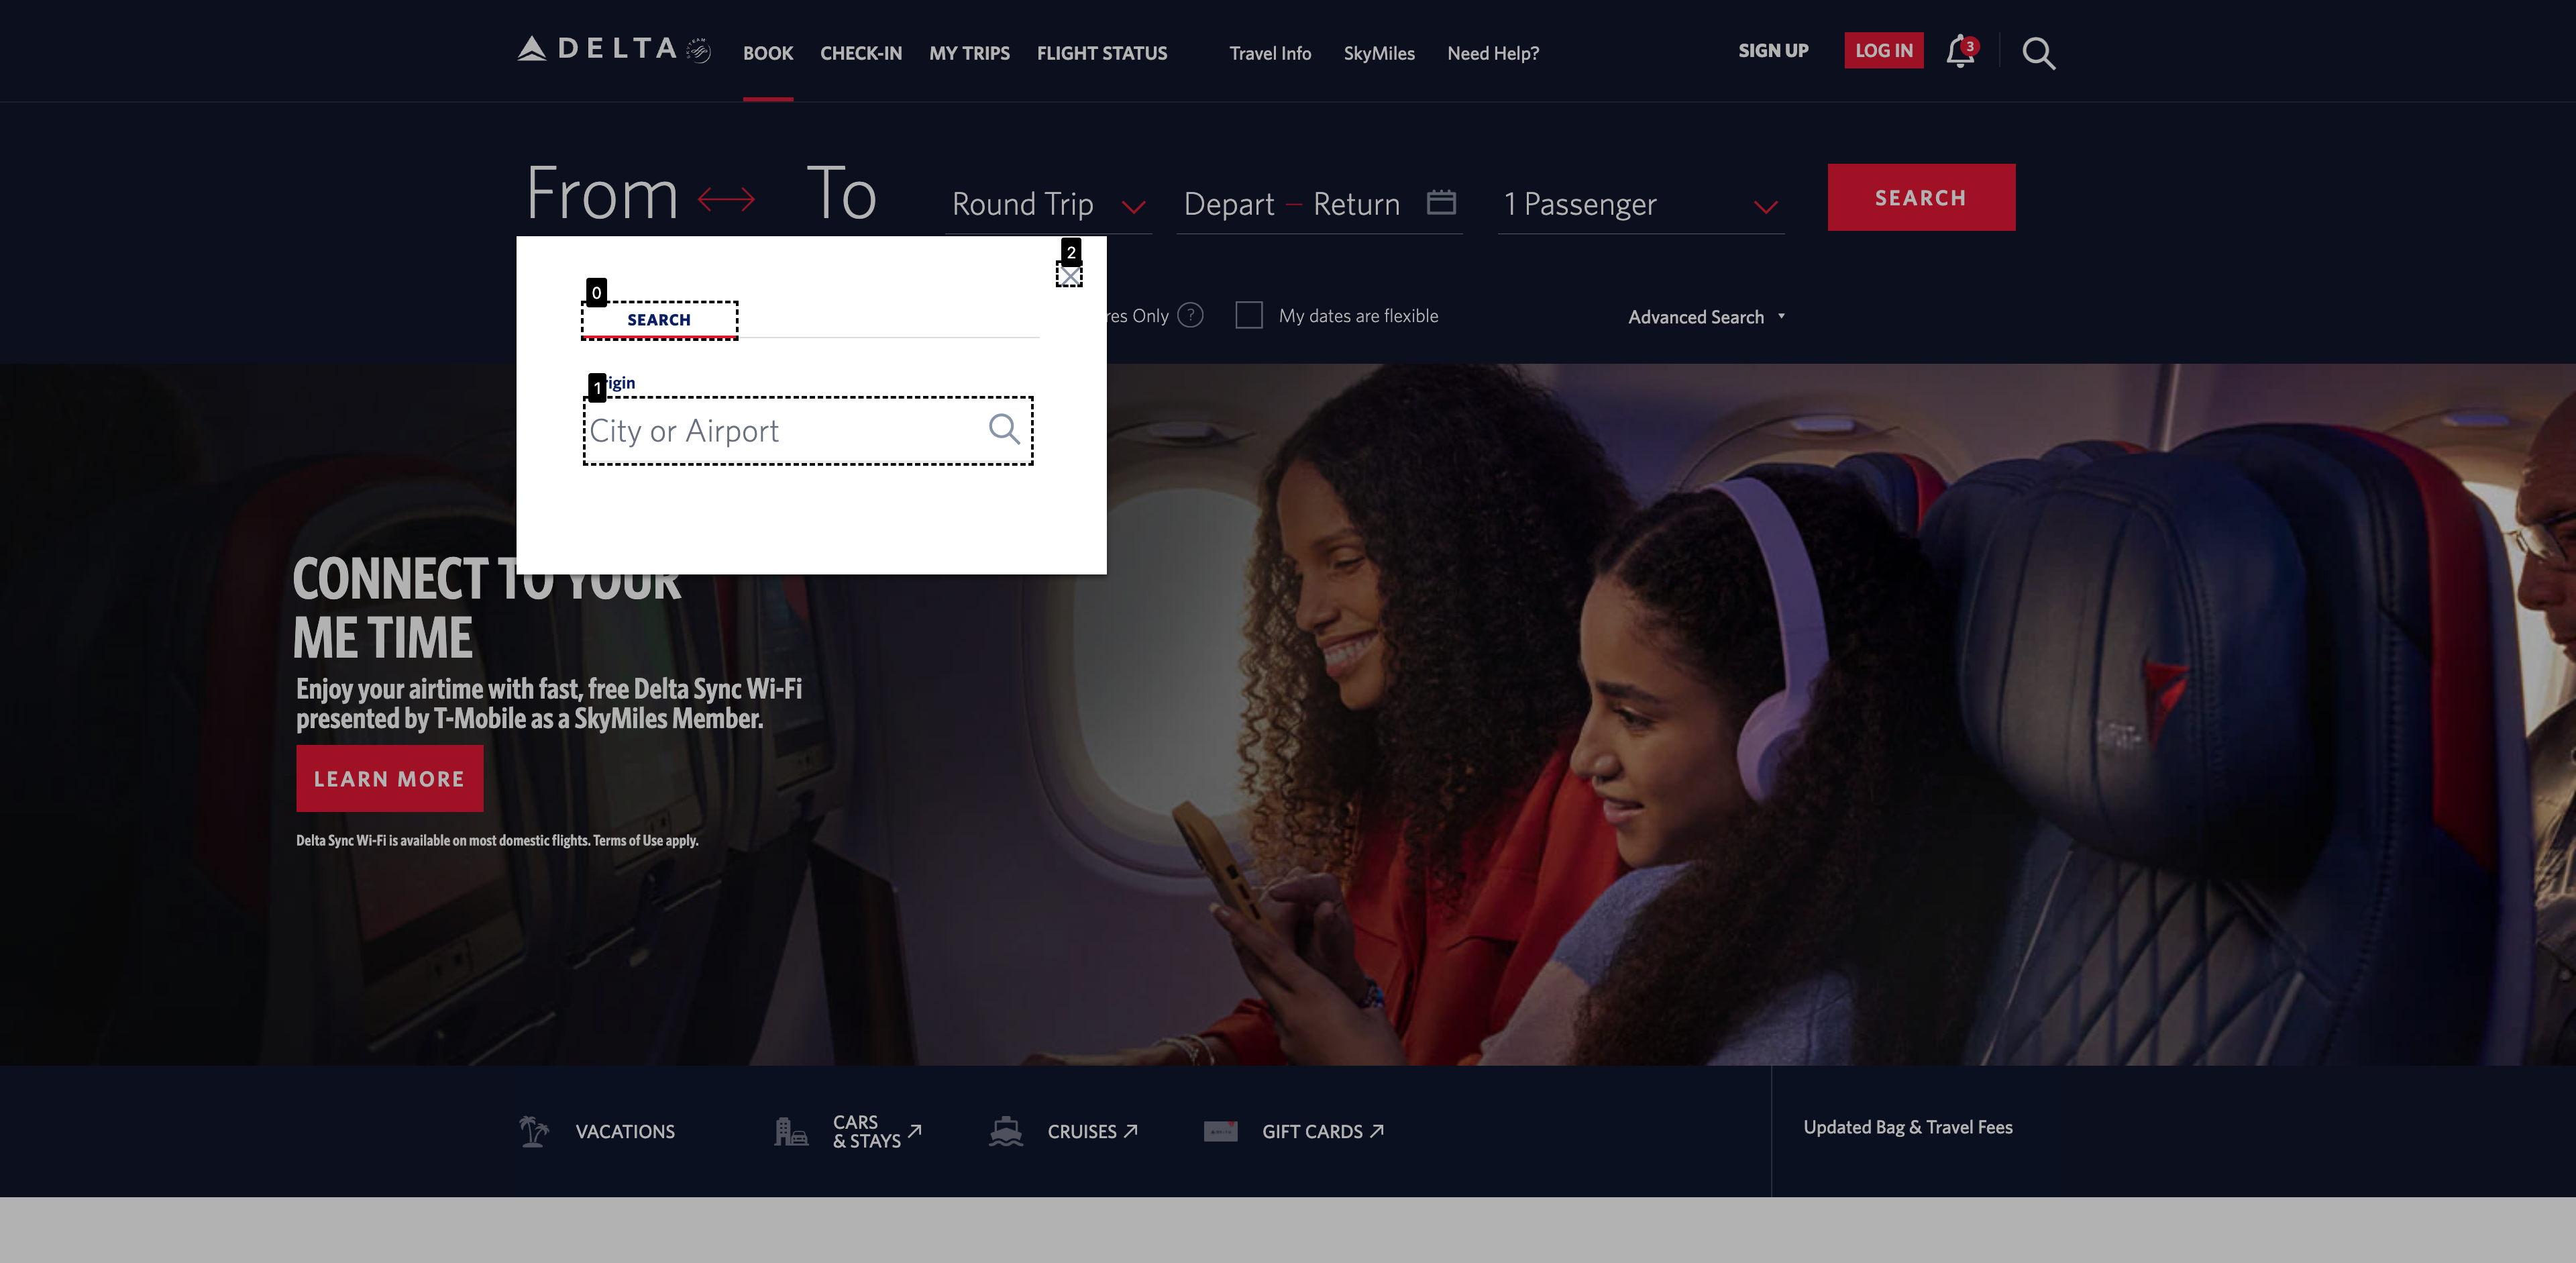 DELTA
BOOK
CHECK-IN
MY TRIPS
FLIGHT STATUS
Travel Info
SkyMiles
Need Help?
SIGN UP
LOG IN
3
From
To
Round Trip
Depart – Return
1 Passenger
SEARCH
2
0
SEARCH
1
rigin
City or Airport
res Only
?
My dates are flexible
Advanced Search
CONNECT TO YOUR
ME TIME
Enjoy your airtime with fast, free Delta Sync Wi-Fi
presented by T-Mobile as a SkyMiles Member.
LEARN MORE
Delta Sync Wi-Fi is available on most domestic flights. Terms of Use apply.
VACATIONS
CARS
& STAYS
CRUISES
GIFT CARDS
Updated Bag & Travel Fees